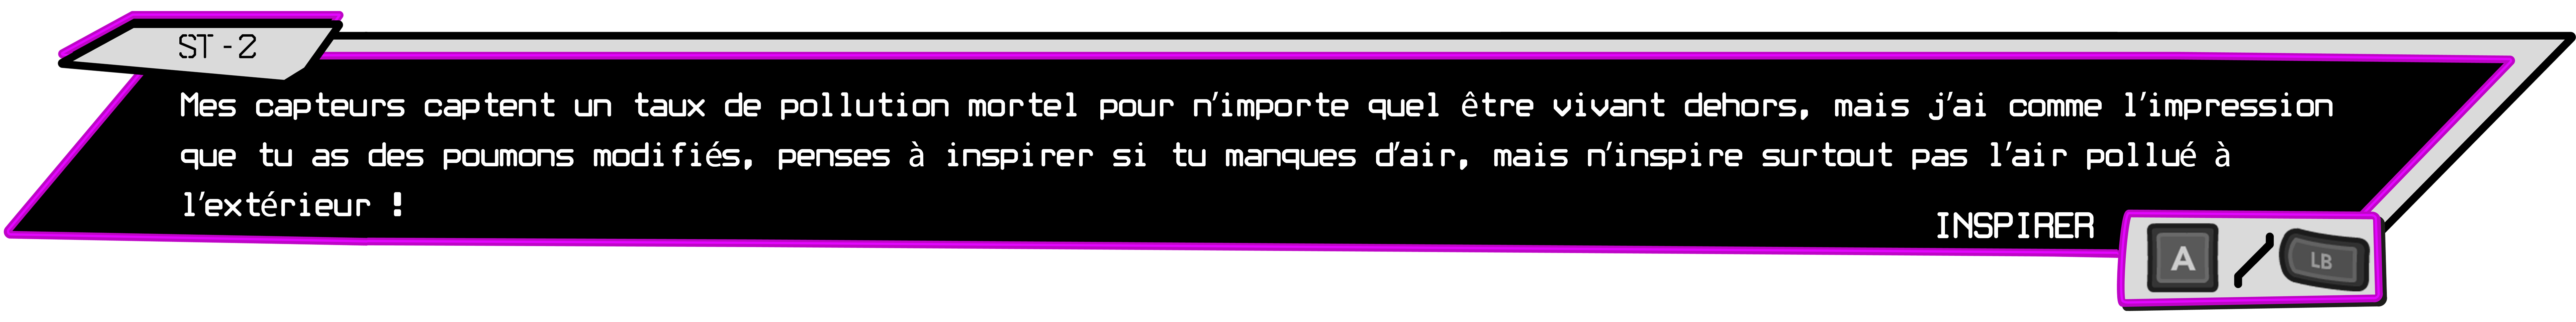 ST-2
Mes capteurs captent un taux de pollution mortel pour n'importe quel être vivant dehors, mais j'ai comme l'impression
que tu as des poumons modifiés, penses à inspirer si tu manques d'air, mais n'inspire surtout pas l'air pollué à
l'extérieur !
INSPIRER
A / LB